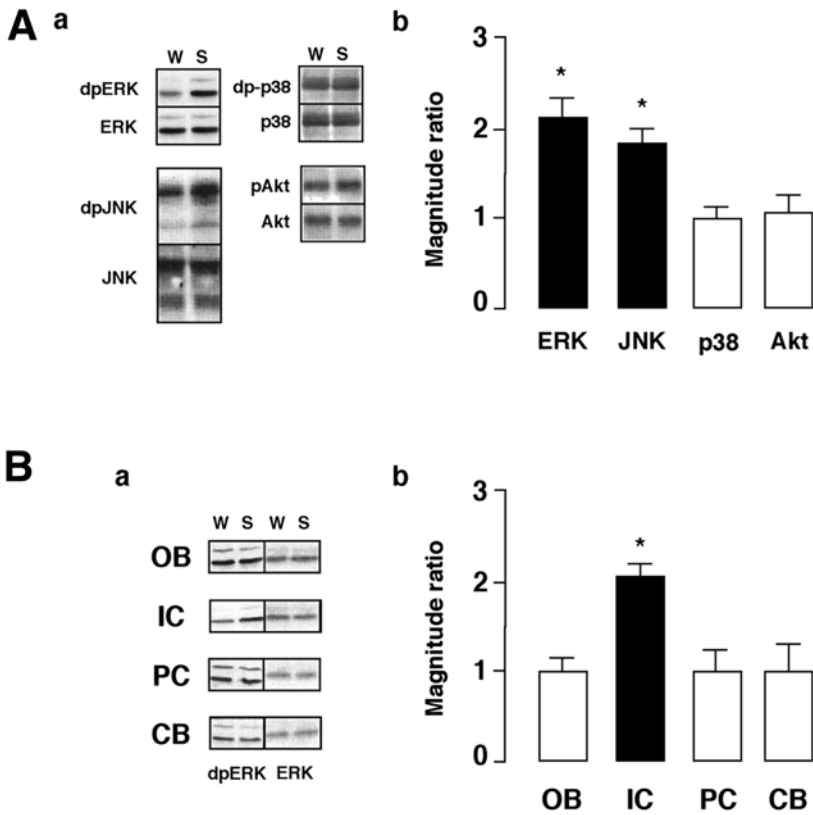 A a
W S
dpERK
ERK
dpJNK
JNK
W S
dp-p38
p38
pAkt
Akt
b
Magnitude ratio
3
2
1
0
* *
ERK JNK p38 Akt
B a
W S W S
OB
IC
PC
CB
dpERK ERK
b
Magnitude ratio
3
2
1
0
*
OB IC PC CB